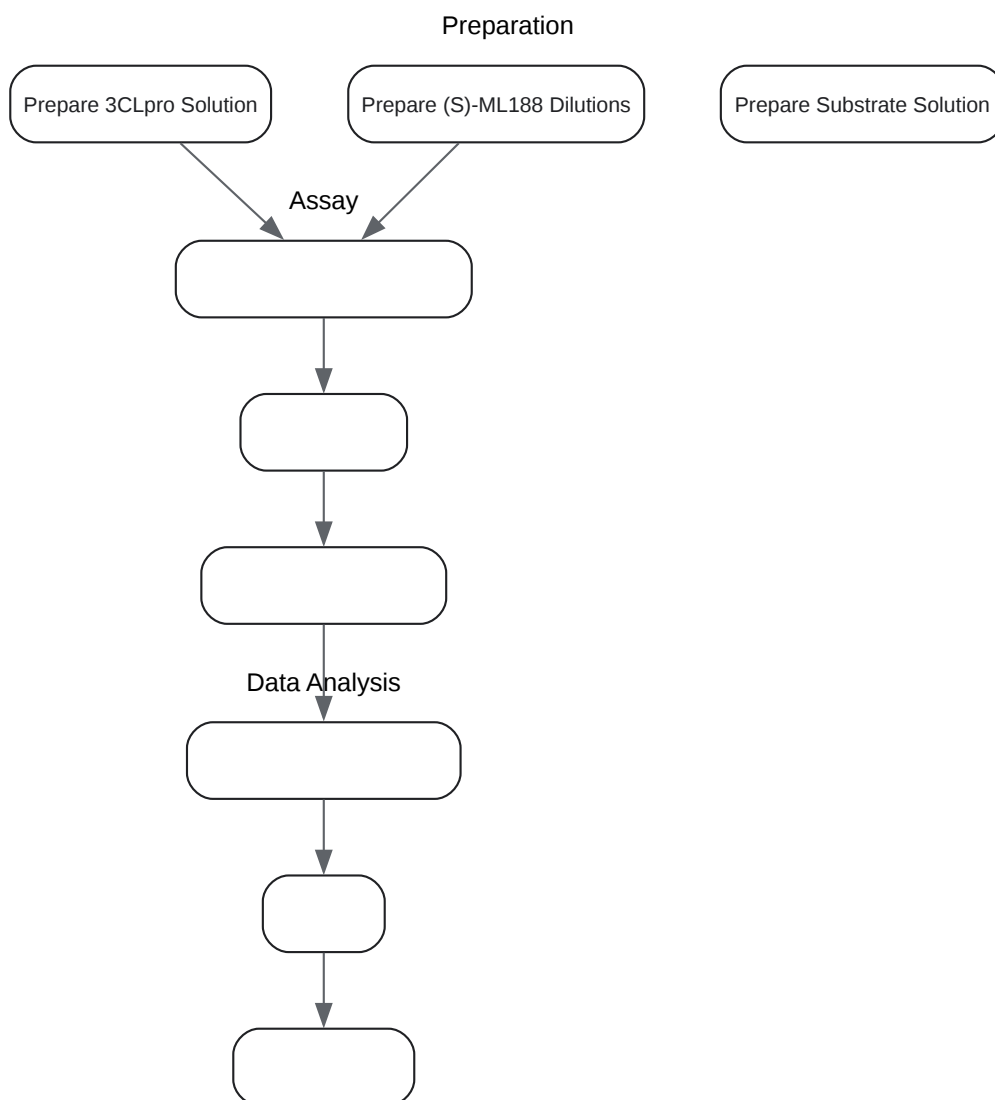 Preparation
Prepare 3CLpro Solution
Prepare (S)-ML188 Dilutions
Prepare Substrate Solution
Assay
Data Analysis